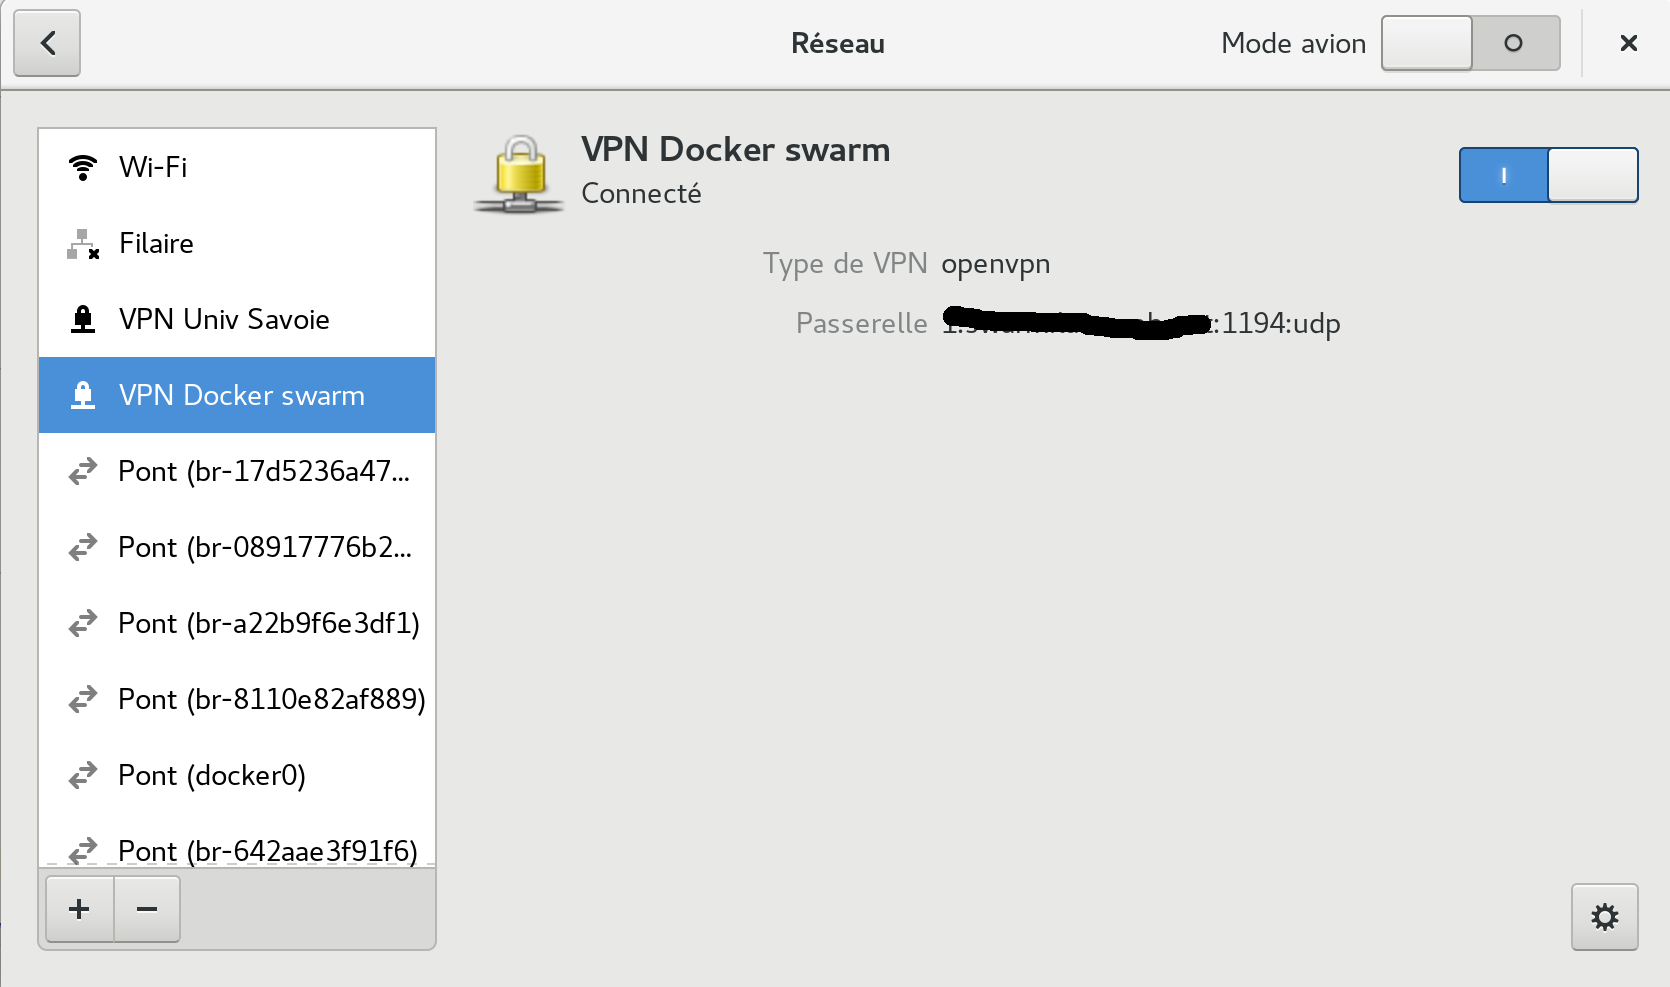 Réseau
Mode avion
Wi-Fi
Filaire
VPN Univ Savoie
VPN Docker swarm
Pont (br-17d5236a47...
Pont (br-08917776b2...
Pont (br-a22b9f6e3df1)
Pont (br-8110e82af889)
Pont (docker0)
Pont (br-642aae3f91f6)
VPN Docker swarm
Connecté
Type de VPN openvpn
Passerelle :1194:udp